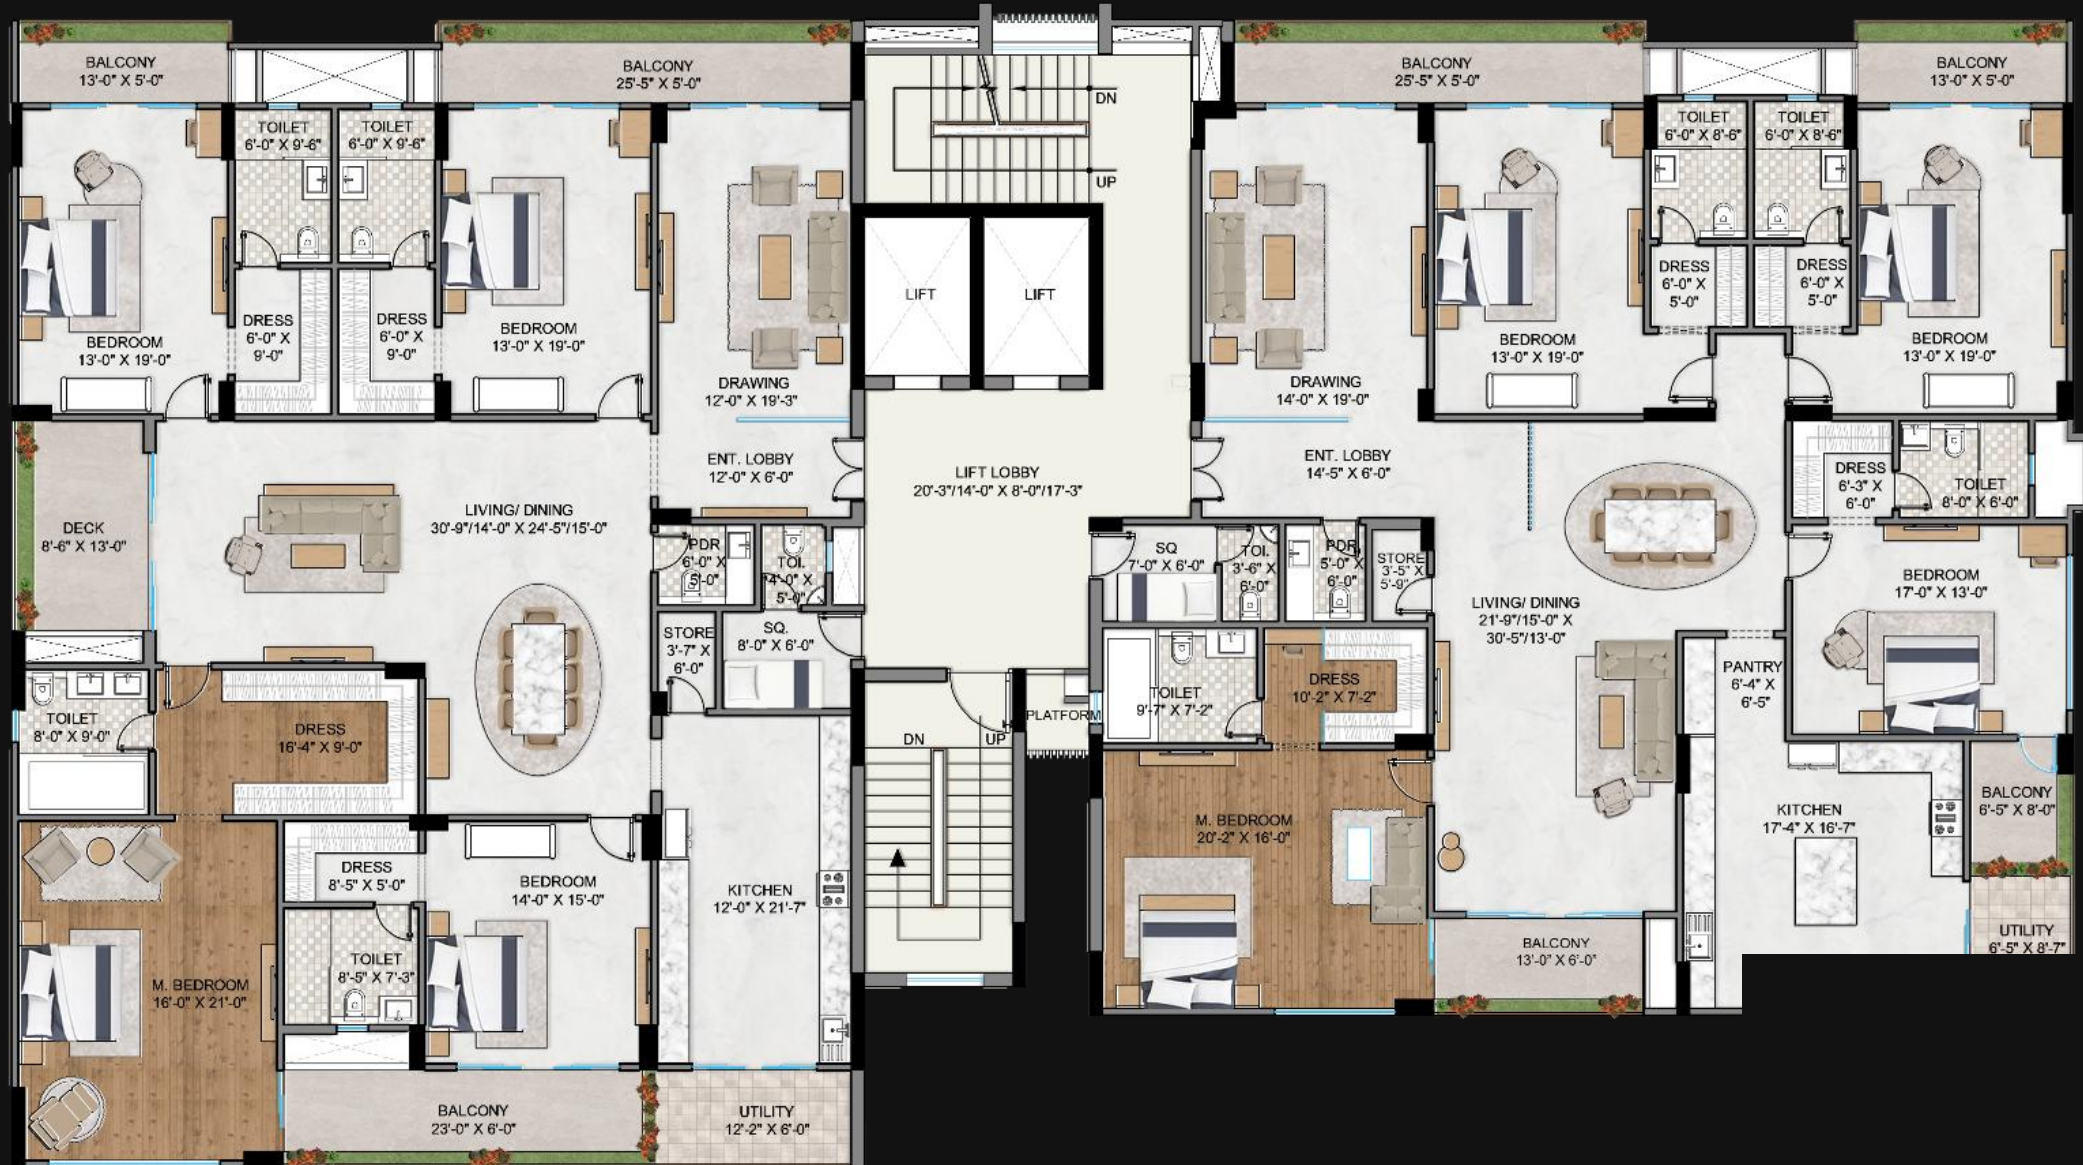 BALCONY
13'-0" X 5'-0"
BALCONY
25'-5" X 5'-0"
BALCONY
25'-5" X 5'-0"
BALCONY
13'-0" X 5'-0"
DN
UP
TOILET
6'-0" X 9'-6"
TOILET
6'-0" X 9'-6"
TOILET
6'-0" X 8'-6"
TOILET
6'-0" X 8'-6"
LIFT
LIFT
DRESS
6'-0" X
9'-0"
DRESS
6'-0" X
9'-0"
DRESS
6'-0" X
5'-0"
DRESS
6'-0" X
5'-0"
BEDROOM
13'-0" X 19'-0"
BEDROOM
13'-0" X 19'-0"
BEDROOM
13'-0" X 19'-0"
BEDROOM
13'-0" X 19'-0"
DRAWING
12'-0" X 19'-3"
DRAWING
14'-0" X 19'-0"
ENT. LOBBY
12'-0" X 6'-0"
LIFT LOBBY
20'-3"/14'-0" X 8'-0"/17'-3"
ENT. LOBBY
14'-5" X 6'-0"
DRESS
6'-3" X
6'-0"
TOILET
8'-0" X 6'-0"
DECK
8'-6" X 13'-0"
LIVING/ DINING
30'-9"/14'-0" X 24'-5"/15'-0"
PDR
6'-0" X
5'-0"
TOI.
4'-0" X
5'-0"
SQ
7'-0" X 6'-0"
TOI.
3'-6" X
6'-0"
PDR.
5'-0" X
6'-0"
STORE
3'-5" X
5'-9"
BEDROOM
17'-0" X 13'-0"
LIVING/ DINING
21'-9"/15'-0" X
30'-5"/13'-0"
STORE
3'-7" X
6'-0"
SQ.
8'-0" X 6'-0"
PANTRY
6'-4" X
6'-5"
TOILET
8'-0" X 9'-0"
DRESS
16'-4" X 9'-0"
DN
UP
PLATFORM
TOILET
9'-7" X 7'-2"
DRESS
10'-2" X 7'-2"
BALCONY
6'-5" X 8'-0"
M. BEDROOM
20'-2" X 16'-0"
KITCHEN
17'-4" X 16'-7"
DRESS
8'-5" X 5'-0"
BEDROOM
14'-0" X 15'-0"
KITCHEN
12'-0" X 21'-7"
UTILITY
6'-5" X 8'-7"
BALCONY
13'-0" X 6'-0"
TOILET
8'-5" X 7'-3"
M. BEDROOM
16'-0" X 21'-0"
BALCONY
23'-0" X 6'-0"
UTILITY
12'-2" X 6'-0"